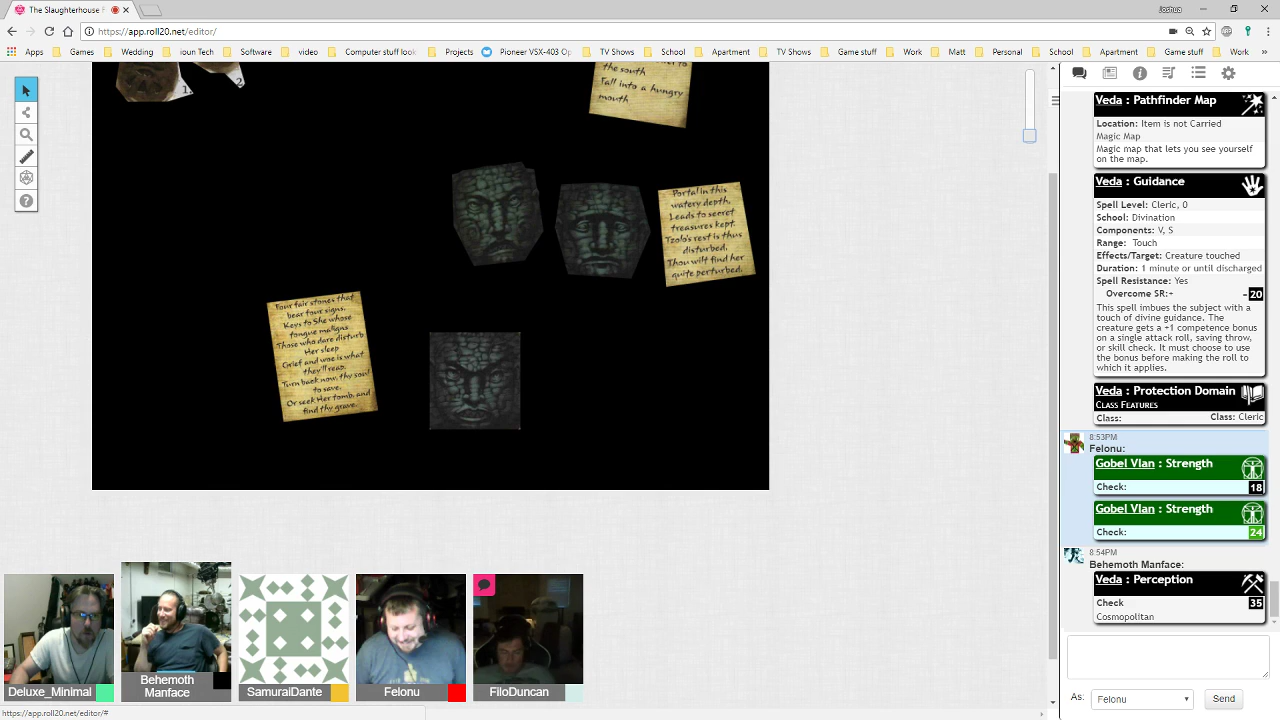 The Slaughterhouse F
Joshua
https://app.roll20.net/editor/
Apps Games Wedding ioun Tech Software video Computer stuff look Projects Pioneer VSX-403 Op TV Shows School Apartment TV Shows Game stuff Work Matt Personal School Apartment Game stuff Work »
1.
2
the south
Fall into a hungry
mouth
Portal in this
watery depth,
Leads to secret
treasures kept.
Tzolo's rest is thus
disturbed,
Thou wilt find her
quite perturbed.
Four fair stones that
bear four signs,
Keys to She whose
tongue maligns
Those who dare disturb
Her sleep
Grief and woe is what
they'll reap.
Turn back now, thy soul
to save,
Or seek Her tomb, and
find thy grave.
Veda : Pathfinder Map
Location: Item is not Carried
Magic Map
Magic map that lets you see yourself
on the map.
Veda : Guidance
Spell Level: Cleric, 0
School: Divination
Components: V, S
Range: Touch
Effects/Target: Creature touched
Duration: 1 minute or until discharged
Spell Resistance: Yes
Overcome SR:+ -20
This spell imbues the subject with a
touch of divine guidance. The
creature gets a +1 competence bonus
on a single attack roll, saving throw,
or skill check. It must choose to use
the bonus before making the roll to
which it applies.
Veda : Protection Domain
Class Features
Class: Class: Cleric
8:53PM
Felonu:
Gobel Vlan : Strength
Check: 18
Gobel Vlan : Strength
Check: 24
8:54PM
Behemoth Manface:
Veda : Perception
Check 35
Cosmopolitan
As: Felonu Send
Deluxe_Minimal
Behemoth
Manface
SamuraiDante
Felonu
FiloDuncan
https://app.roll20.net/editor/#